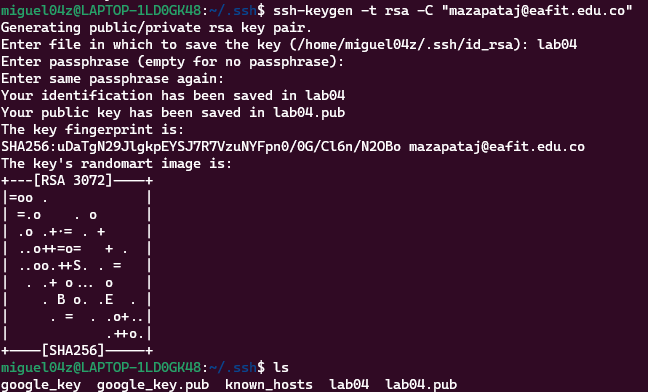 miguel04z@LAPTOP-1LD0GK48:~/.ssh$ ssh-keygen -t rsa -C "mazapataj@eafit.edu.co"
Generating public/private rsa key pair.
Enter file in which to save the key (/home/miguel04z/.ssh/id_rsa): lab04
Enter passphrase (empty for no passphrase):
Enter same passphrase again:
Your identification has been saved in lab04
Your public key has been saved in lab04.pub
The key fingerprint is:
SHA256:uDaTgN29JlgkpEYSJ7R7VzuNYFpn0/0G/Cl6n/N2OBo mazapataj@eafit.edu.co
The key's randomart image is:
+---[RSA 3072]----+
|=oo .            |
| =.o    . o      |
| .o .+·= . +     |
| ..o++=o=   + .  |
| ..oo.++S. . =   |
|  . .+ o... o    |
|    . B o. .E  . |
|     . =  . .o+..|
|            .++o.|
+----[SHA256]-----+
miguel04z@LAPTOP-1LD0GK48:~/.ssh$ ls
google_key  google_key.pub  known_hosts  lab04  lab04.pub